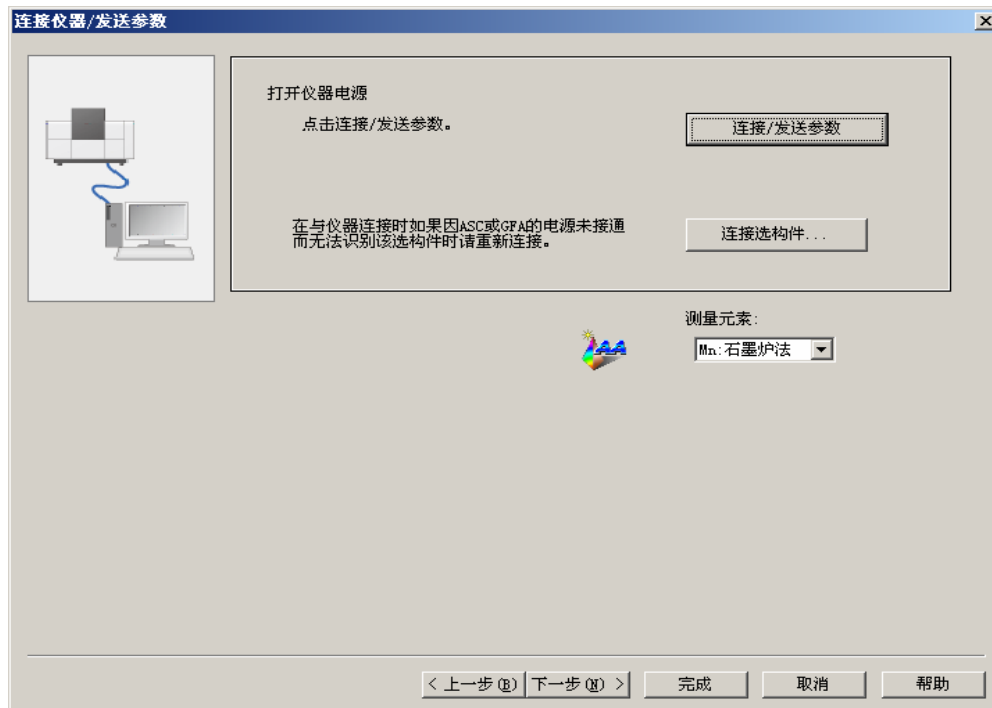 连接仪器/发送参数
打开仪器电源
点击连接/发送参数。
连接/发送参数
在与仪器连接时如果因ASC或GFA的电源未接通
而无法识别该选构件时请重新连接。
连接选构件...
测量元素:
AA
Mn:石墨炉法
< 上一步(B)
下一步(N) >
完成
取消
帮助